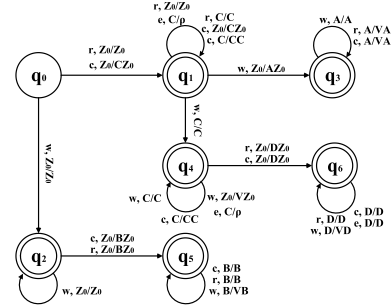 r, Z₀/Z₀
e, C/ρ
r, C/C
c, Z₀/CZ₀
c, C/CC
w, A/A
r, A/VA
c, A/VA
r, Z₀/Z₀
c, Z₀/CZ₀
w, Z₀/AZ₀
q₀
q₁
q₃
w, Z₀/Z₀
w, C/C
r, Z₀/DZ₀
c, Z₀/DZ₀
q₄
q₆
w, C/C
w, Z₀/VZ₀
e, C/ρ
c, C/CC
r, D/D
w, D/VD
c, D/D
e, D/D
c, Z₀/BZ₀
r, Z₀/BZ₀
q₂
q₅
w, Z₀/Z₀
c, B/B
r, B/B
w, B/VB